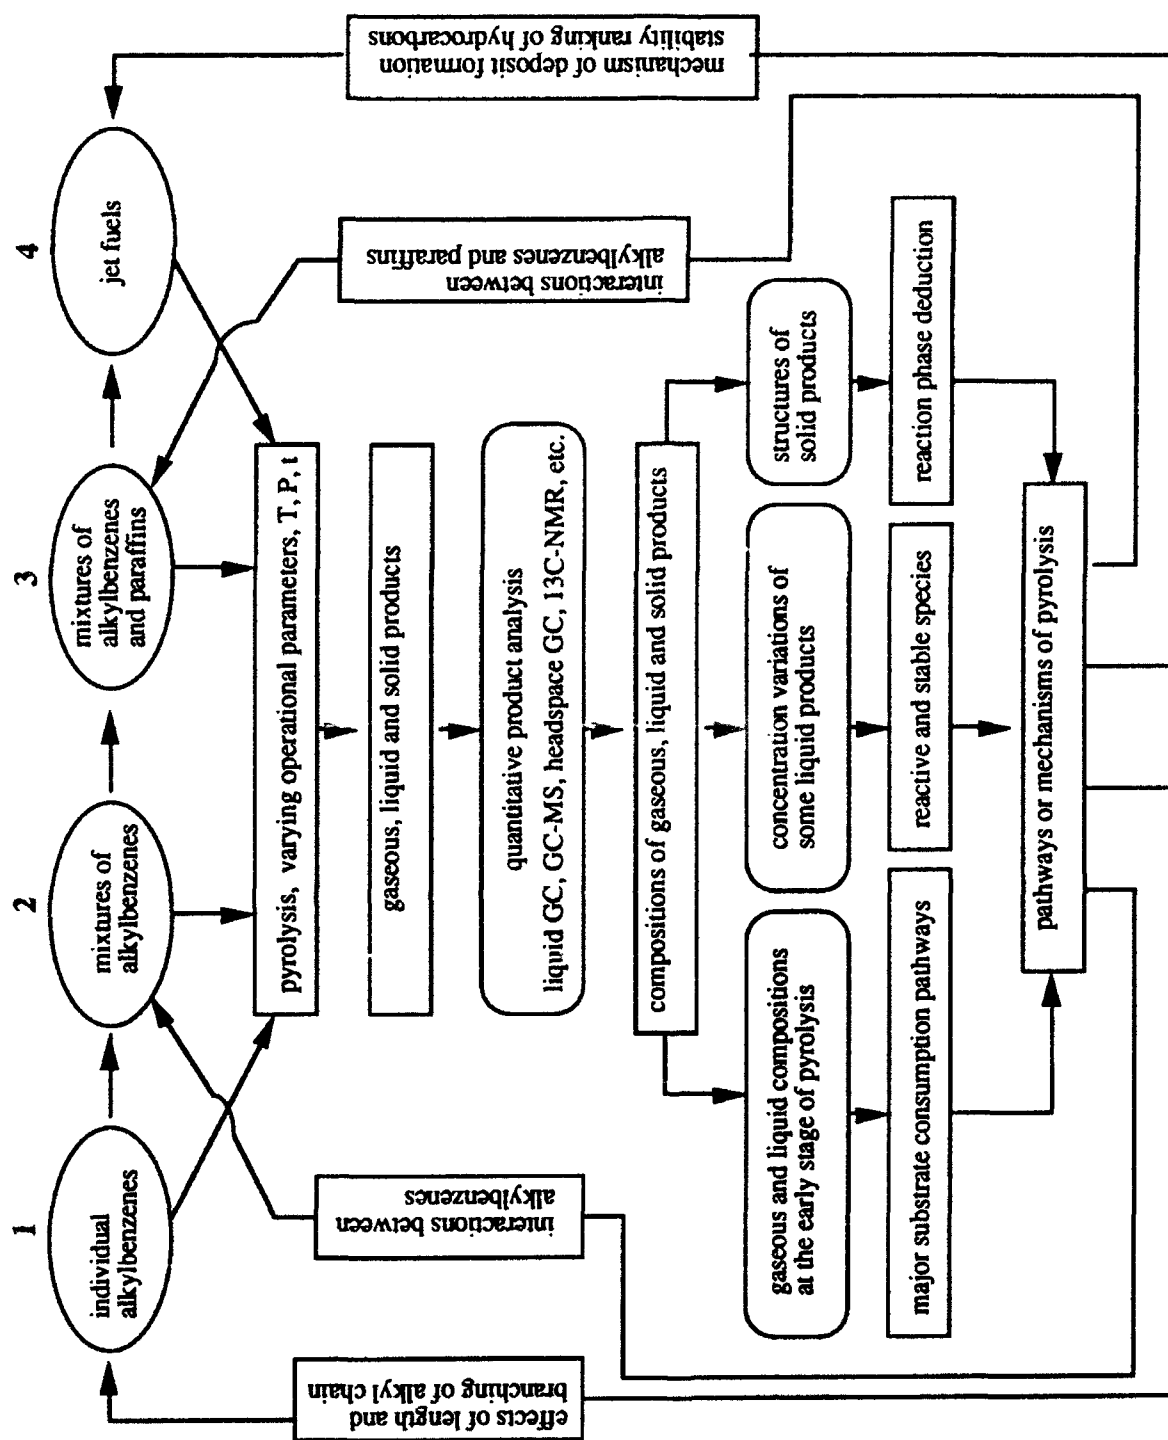 1
2
3
4
individual
alkylbenzenes
mixtures of
alkylbenzenes
mixtures of
alkylbenzenes
and paraffins
jet fuels
pyrolysis, varying operational parameters, T, P, t
gaseous, liquid and solid products
quantitative product analysis
liquid GC, GC-MS, headspace GC, 13C-NMR, etc.
compositions of gaseous, liquid and solid products
gaseous and liquid compositions
at the early stage of pyrolysis
concentration variations of
some liquid products
structures of
solid products
major substrate consumption pathways
reactive and stable species
reaction phase deduction
pathways or mechanisms of pyrolysis
effects of length and
branching of alkyl chain
interactions between
alkylbenzenes
interactions between
alkylbenzenes and paraffins
mechanism of deposit formation
stability ranking of hydrocarbons